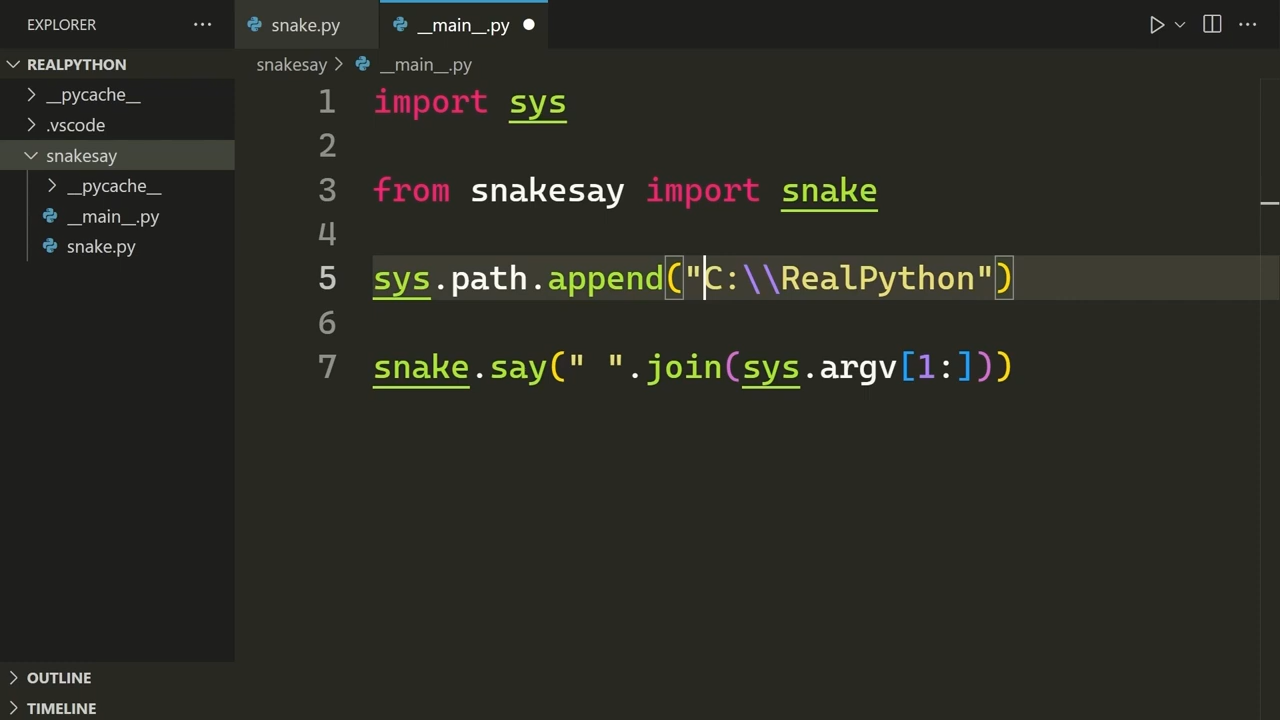 EXPLORER
snake.py
__main__.py
REALPYTHON
snakesay
__main__.py
__pycache__
.vscode
snakesay
__pycache__
__main__.py
snake.py
1 import sys
2
3 from snakesay import snake
4
5 sys.path.append("C:\\RealPython")
6
7 snake.say(" ".join(sys.argv[1:]))
OUTLINE
TIMELINE